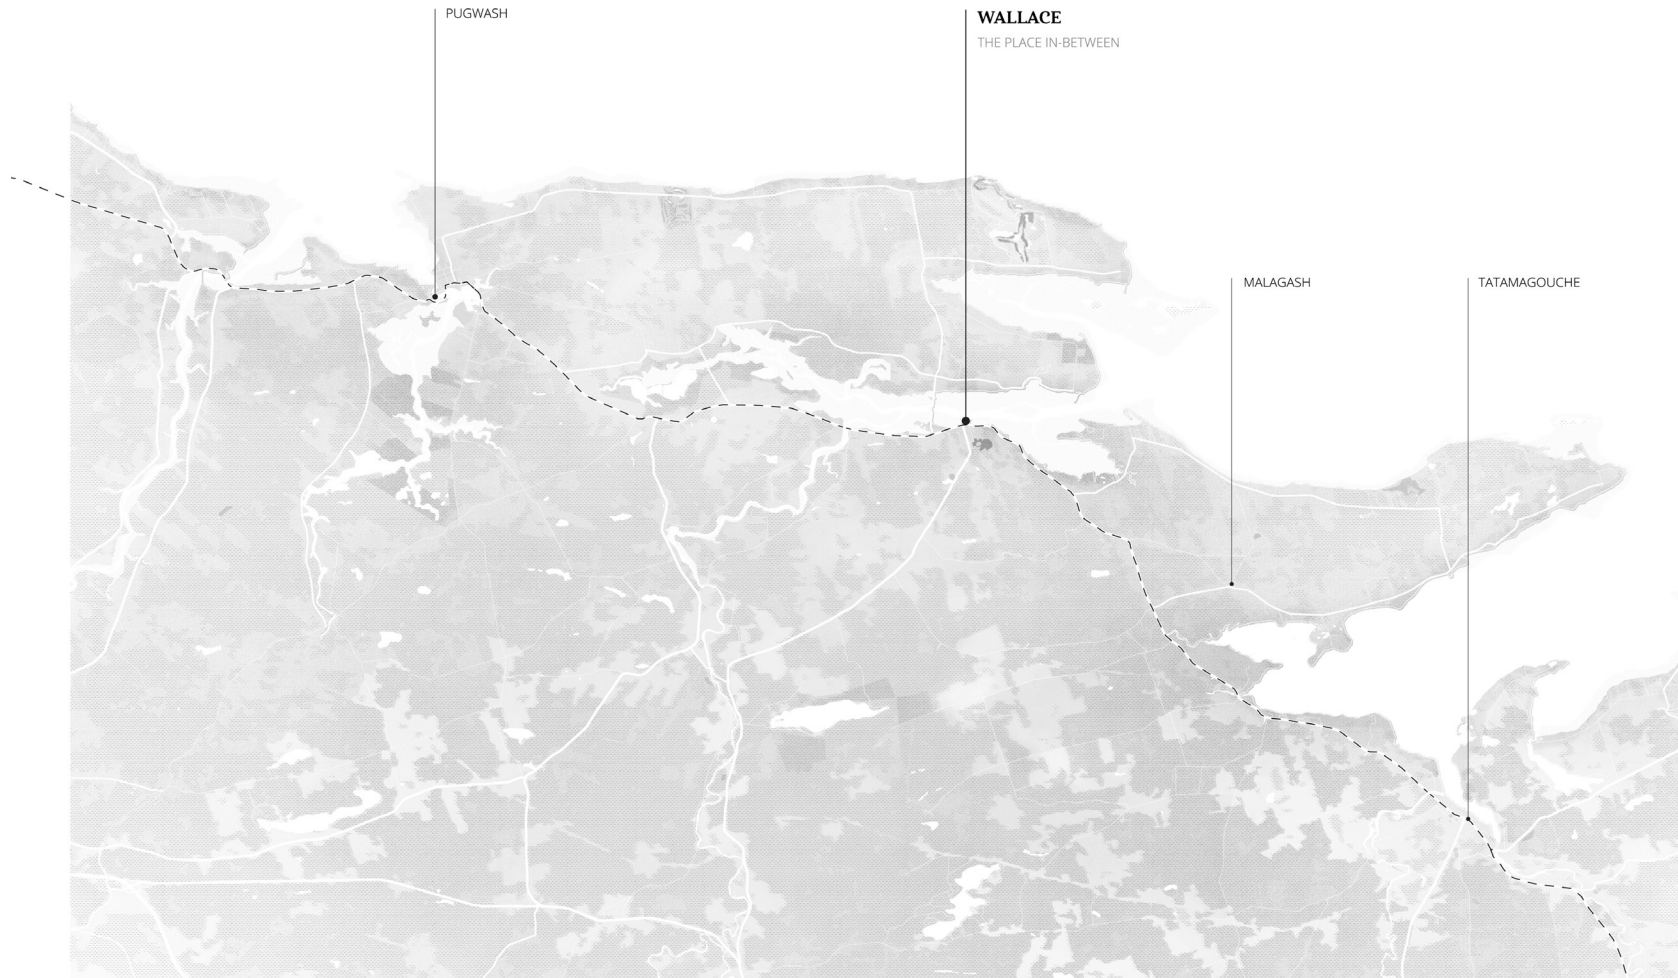 PUGWASH
WALLACE
THE PLACE IN-BETWEEN
MALAGASH
TATAMAGOUCHE